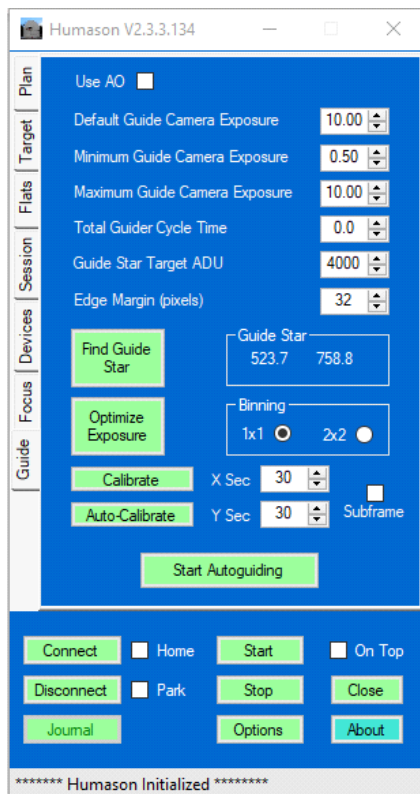 Humason V2.3.3.134
Plan
Target
Flats
Session
Devices
Focus
Guide
Use AO
Default Guide Camera Exposure 10.00
Minimum Guide Camera Exposure 0.50
Maximum Guide Camera Exposure 10.00
Total Guider Cycle Time 0.0
Guide Star Target ADU 4000
Edge Margin (pixels) 32
Find Guide
Star
Guide Star
523.7 758.8
Optimize
Exposure
Binning
1x1 2x2
Calibrate X Sec 30
Auto-Calibrate Y Sec 30 Subframe
Start Autoguiding
Connect Home Start On Top
Disconnect Park Stop Close
Journal Options About
******* Humason Initialized ********